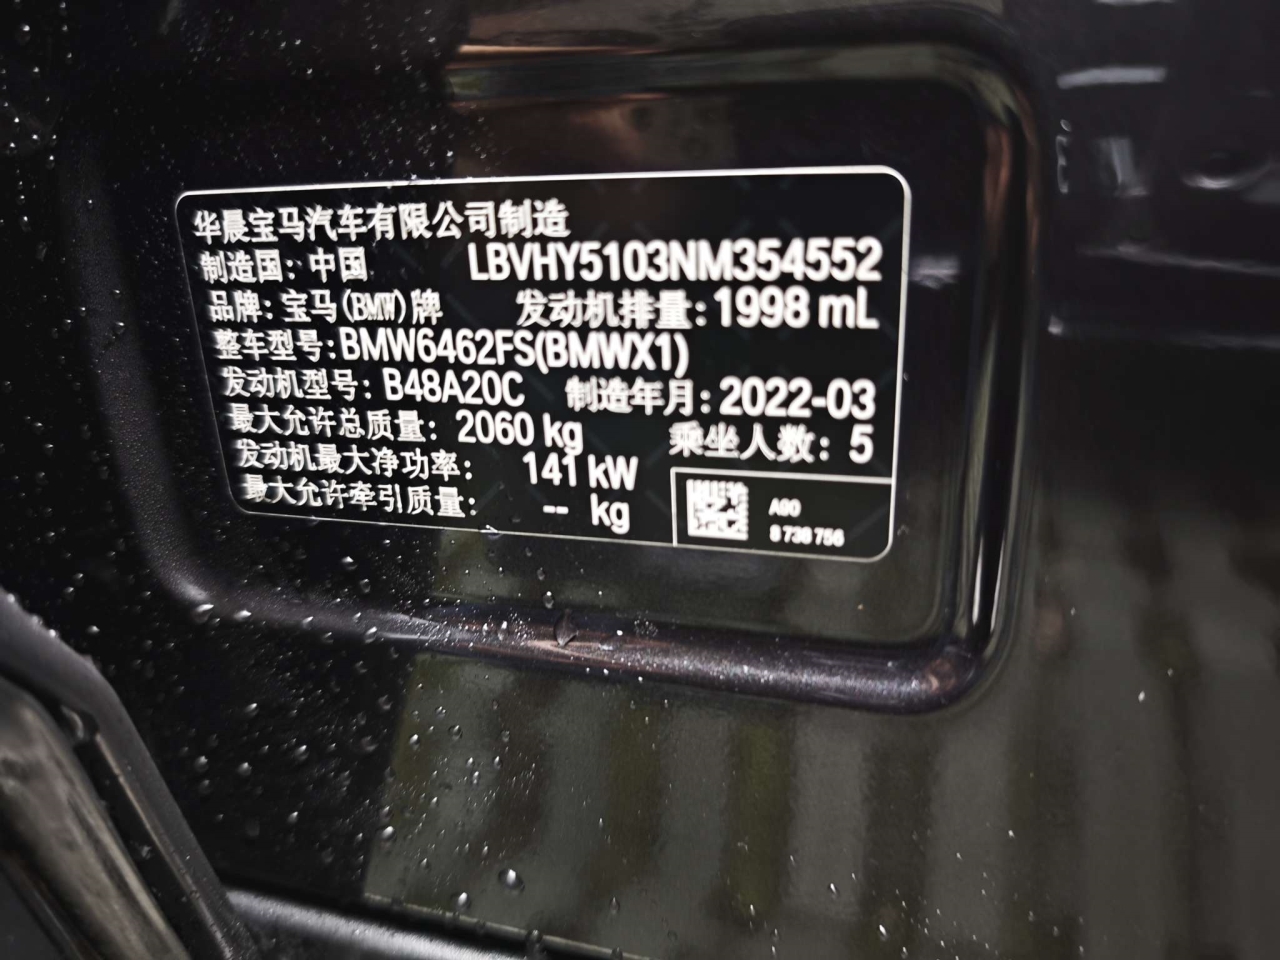 华晨宝马汽车有限公司制造
制造国：中国 LBVHY5103NM354552
品牌：宝马(BMW)牌 发动机排量：1998 mL
整车型号：BMW6462FS(BMWX1)
发动机型号：B48A20C 制造年月：2022-03
最大允许总质量：2060 kg 乘坐人数：5
发动机最大净功率：141 kW
最大允许牵引质量：-- kg
A90
8 738 756